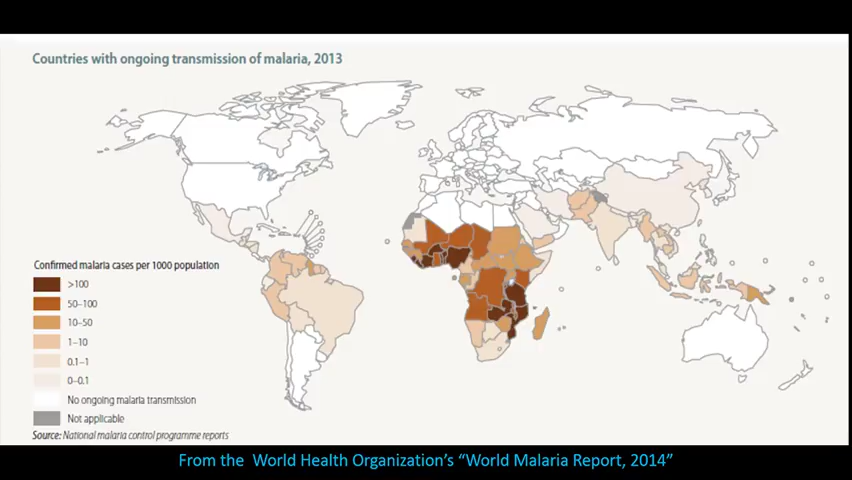 Countries with ongoing transmission of malaria, 2013
Confirmed malaria cases per 1000 population
>100
50–100
10–50
1–10
0.1–1
0–0.1
No ongoing malaria transmission
Not applicable
Source: National malaria control programme reports
From the World Health Organization's "World Malaria Report, 2014"